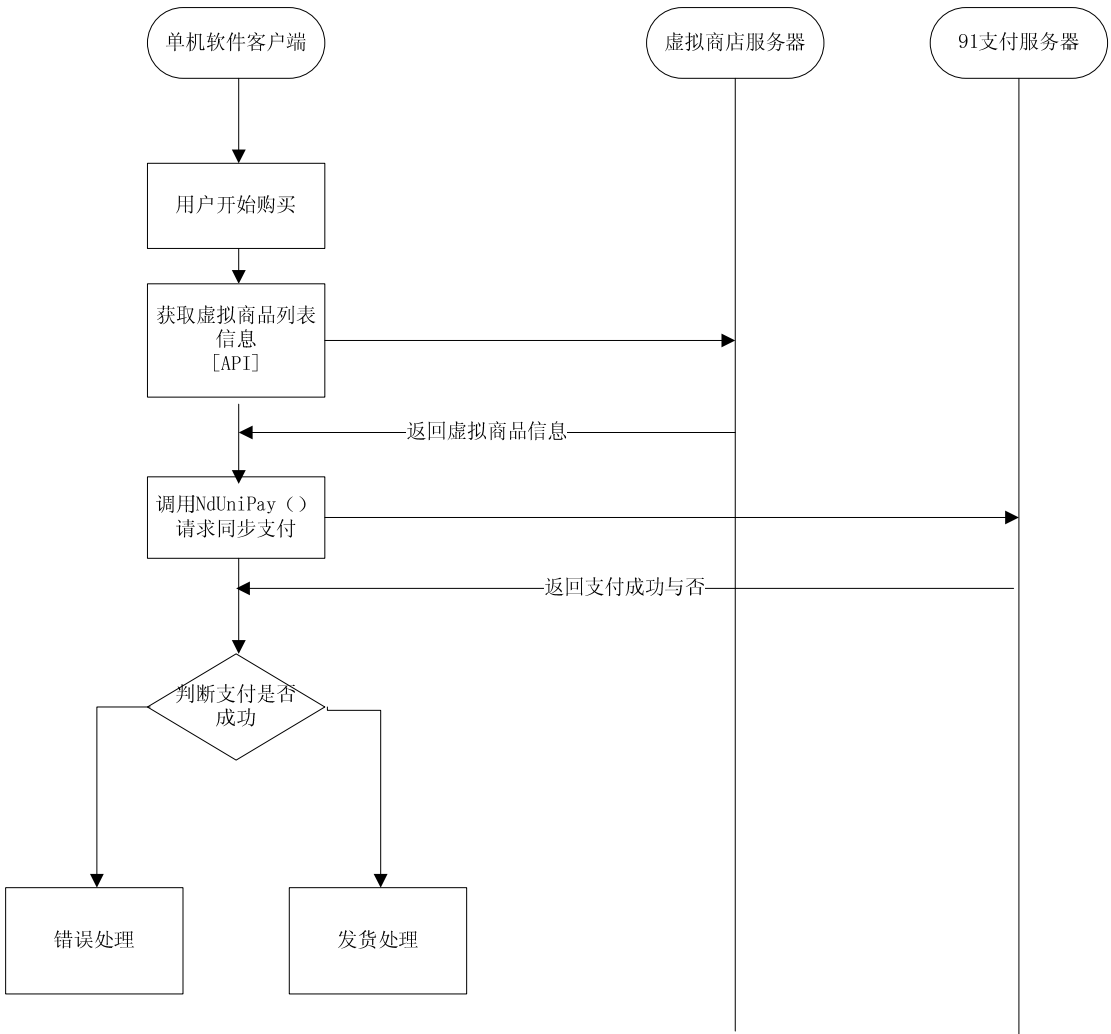 单机软件客户端
虚拟商店服务器
91支付服务器
用户开始购买
获取虚拟商品列表
信息
[API]
返回虚拟商品信息
调用NdUniPay（）
请求同步支付
返回支付成功与否
判断支付是否
成功
错误处理
发货处理